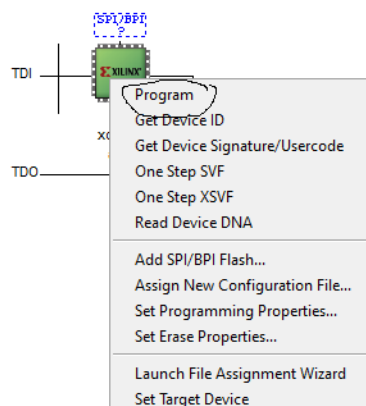 SPI/BPI
?
TDI
XILINX
Program
Get Device ID
xc
Get Device Signature/Usercode
TDO
One Step SVF
One Step XSVF
Read Device DNA
Add SPI/BPI Flash...
Assign New Configuration File...
Set Programming Properties...
Set Erase Properties...
Launch File Assignment Wizard
Set Target Device